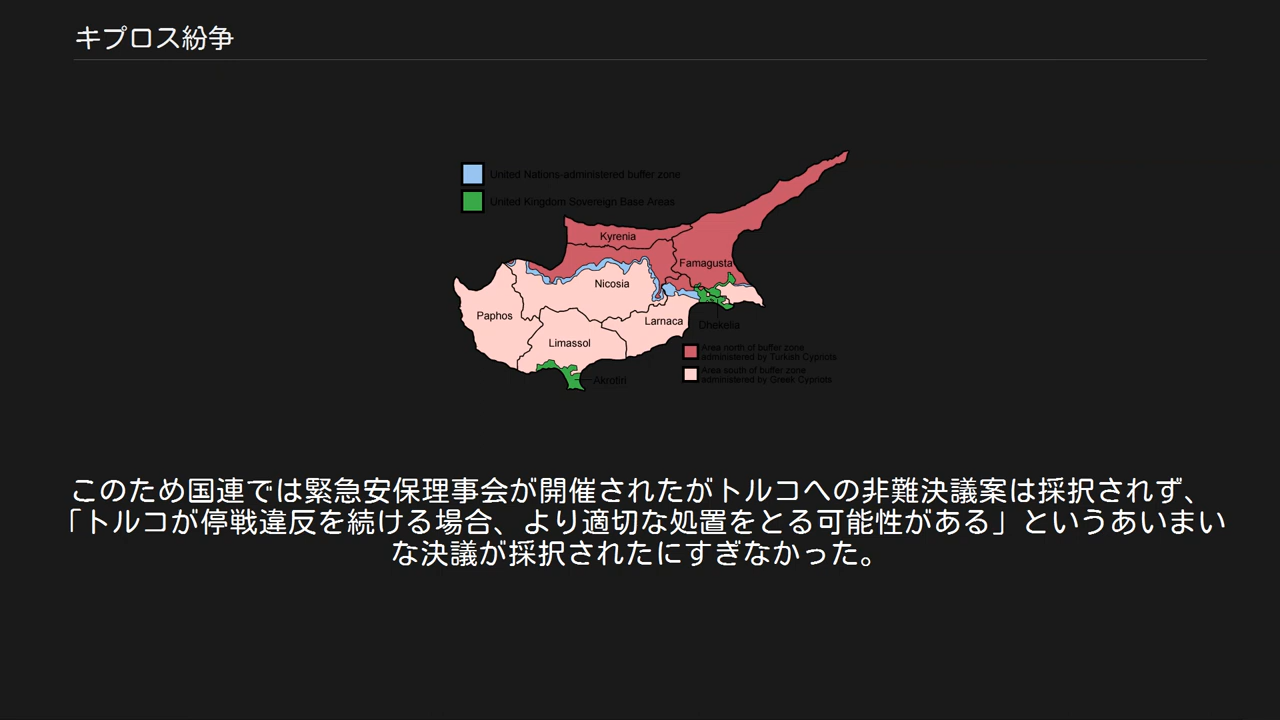 キプロス紛争
United Nations-administered buffer zone
United Kingdom Sovereign Base Areas
Kyrenia
Famagusta
Nicosia
Paphos
Larnaca
Dhekelia
Limassol
Area north of buffer zone
administered by Turkish Cypriots
Area south of buffer zone
administered by Greek Cypriots
Akrotiri
このため国連では緊急安保理事会が開催されたがトルコへの非難決議案は採択されず、
「トルコが停戦違反を続ける場合、より適切な処置をとる可能性がある」というあいまい
な決議が採択されたにすぎなかった。